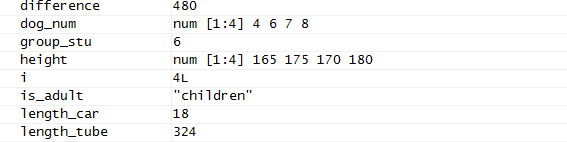 difference 480
dog_num num [1:4] 4 6 7 8
group_stu 6
height num [1:4] 165 175 170 180
i 4L
is_adult "children"
length_car 18
length_tube 324